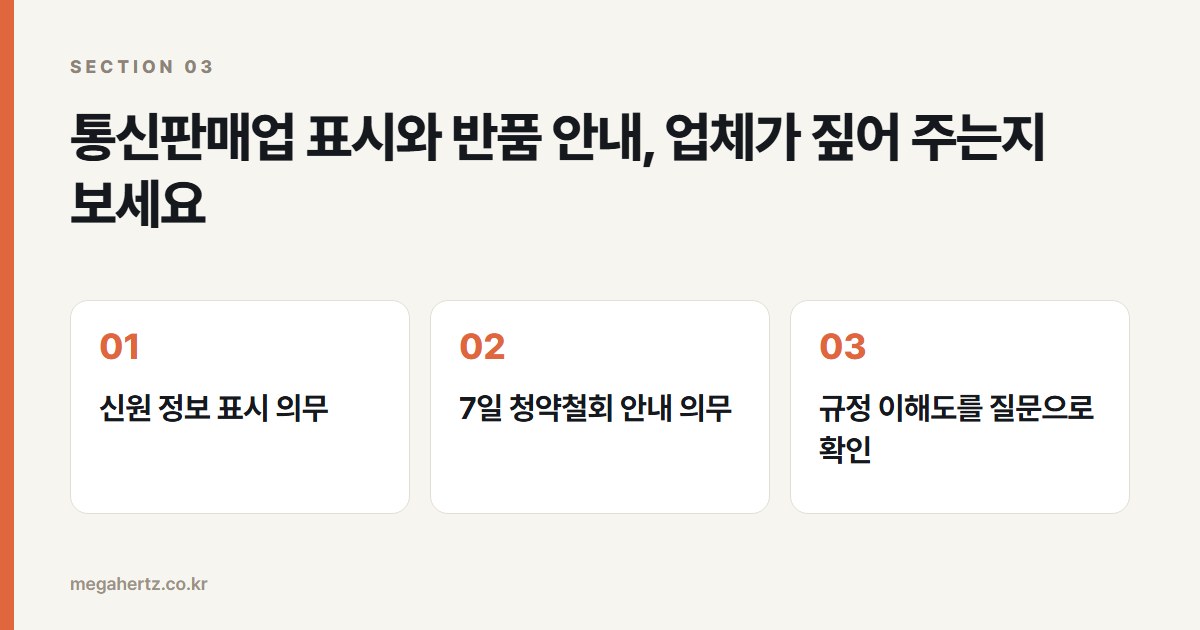 SECTION 03
통신판매업 표시와 반품 안내, 업체가 짚어 주는지
보세요
01
신원 정보 표시 의무
02
7일 청약철회 안내 의무
03
규정 이해도를 질문으로
확인
megahertz.co.kr